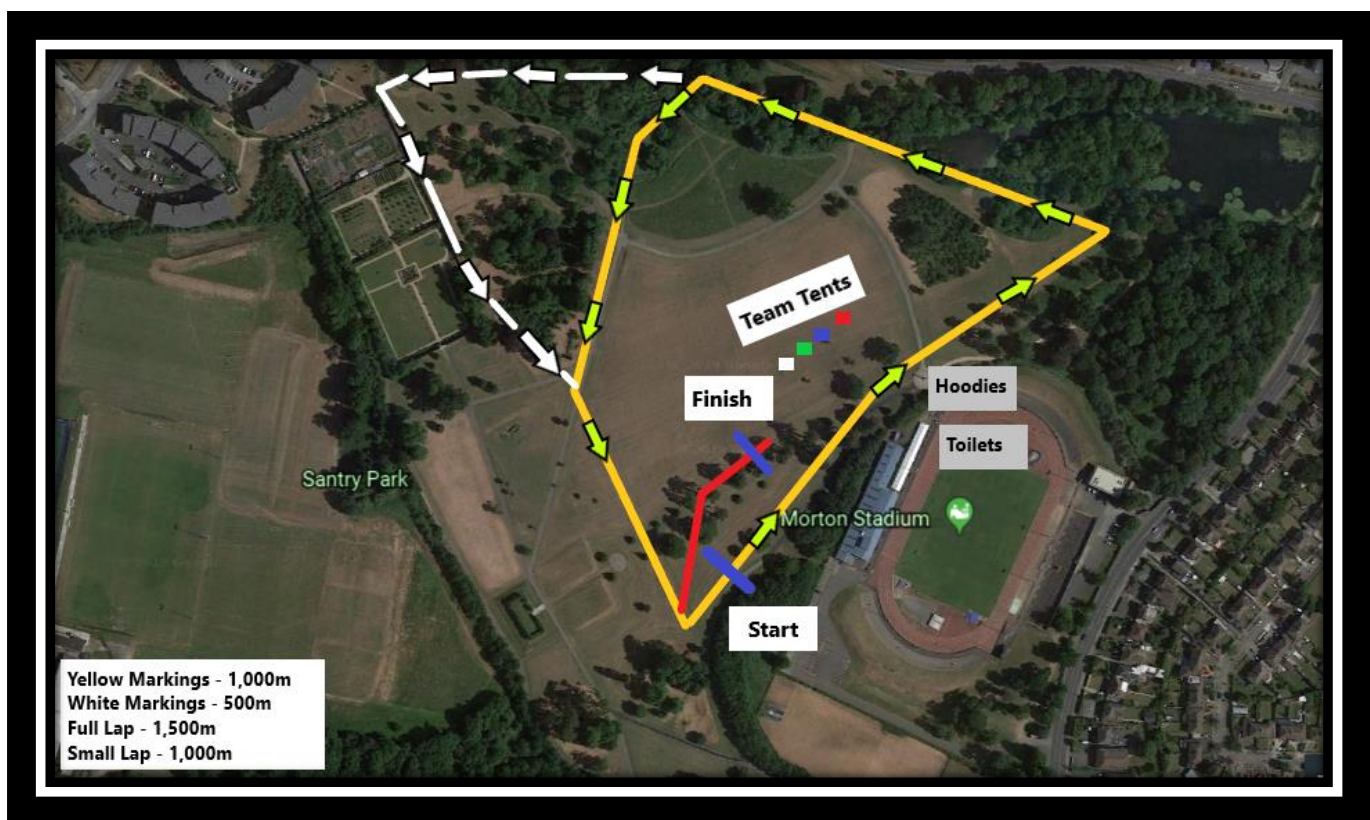 Team Tents
Finish
Hoodies
Toilets
Santry Park
Morton Stadium
Start
Yellow Markings - 1,000m
White Markings - 500m
Full Lap - 1,500m
Small Lap - 1,000m